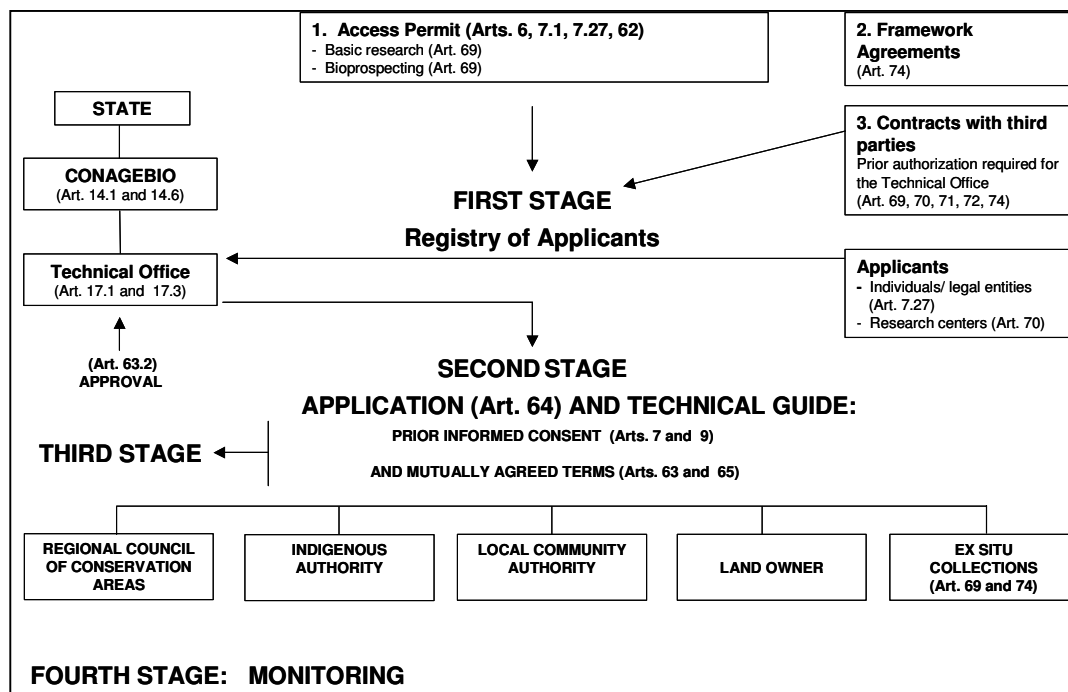 1. Access Permit (Arts. 6, 7.1, 7.27, 62)
- Basic research (Art. 69)
- Bioprospecting (Art. 69)
2. Framework
Agreements
(Art. 74)
STATE
CONAGEBIO
(Art. 14.1 and 14.6)
3. Contracts with third
parties
Prior authorization required for
the Technical Office
(Art. 69, 70, 71, 72, 74)
FIRST STAGE
Registry of Applicants
Technical Office
(Art. 17.1 and 17.3)
Applicants
- Individuals/ legal entities
(Art. 7.27)
- Research centers (Art. 70)
(Art. 63.2)
APPROVAL
SECOND STAGE
APPLICATION (Art. 64) AND TECHNICAL GUIDE:
PRIOR INFORMED CONSENT (Arts. 7 and 9)
THIRD STAGE
AND MUTUALLY AGREED TERMS (Arts. 63 and 65)
REGIONAL COUNCIL
OF CONSERVATION
AREAS
INDIGENOUS
AUTHORITY
LOCAL COMMUNITY
AUTHORITY
LAND OWNER
EX SITU
COLLECTIONS
(Art. 69 and 74)
FOURTH STAGE: MONITORING